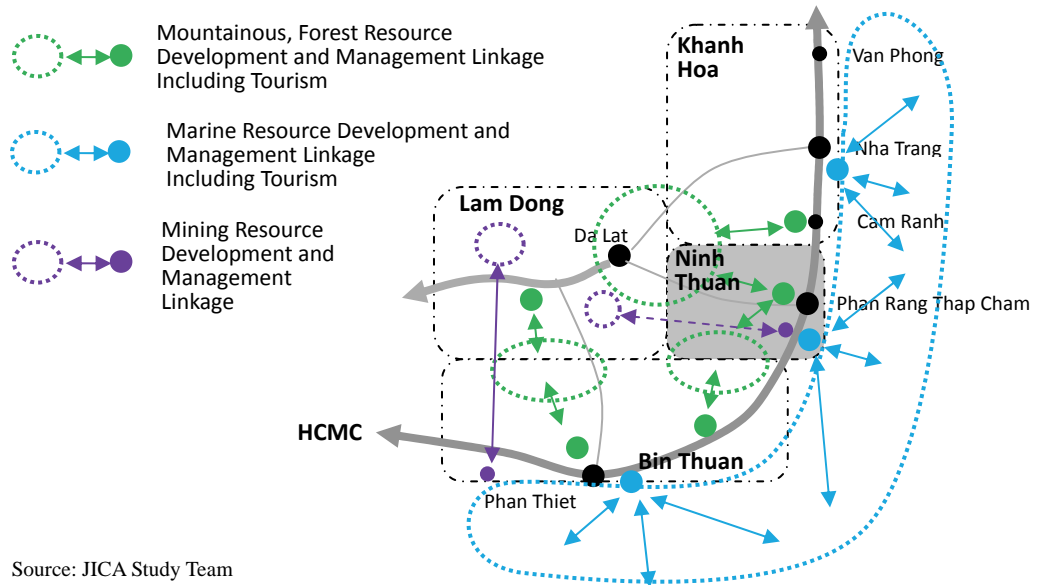 Mountainous, Forest Resource
Development and Management Linkage
Including Tourism
Marine Resource Development and
Management Linkage
Including Tourism
Mining Resource
Development and
Management
Linkage
Khanh
Hoa
Van Phong
Nha Trang
Cam Ranh
Lam Dong
Da Lat
Ninh
Thuan
Phan Rang Thap Cham
HCMC
Bin Thuan
Phan Thiet
Source: JICA Study Team